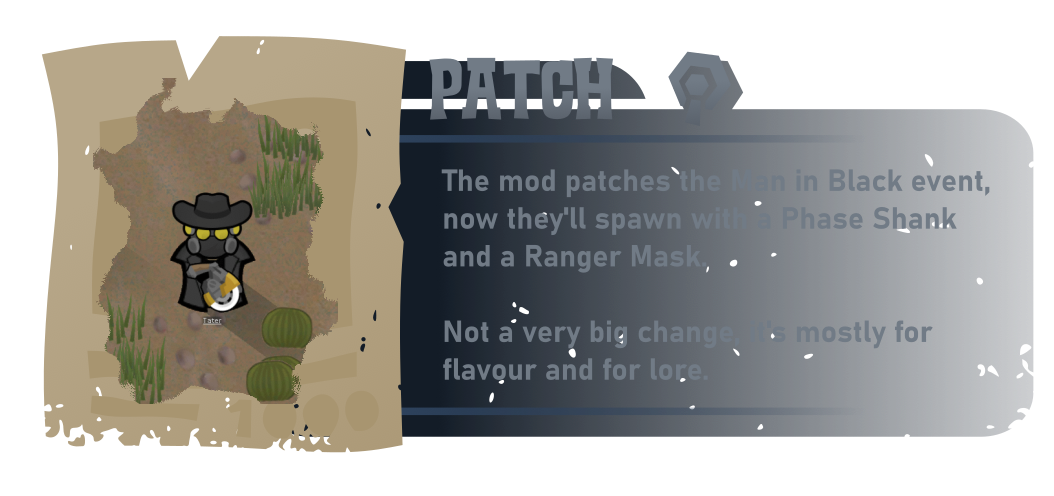 PATCH
The mod patches the Man in Black event,
now they'll spawn with a Phase Shank
and a Ranger Mask.
Not a very big change, it's mostly for
flavour and for lore.
Tater